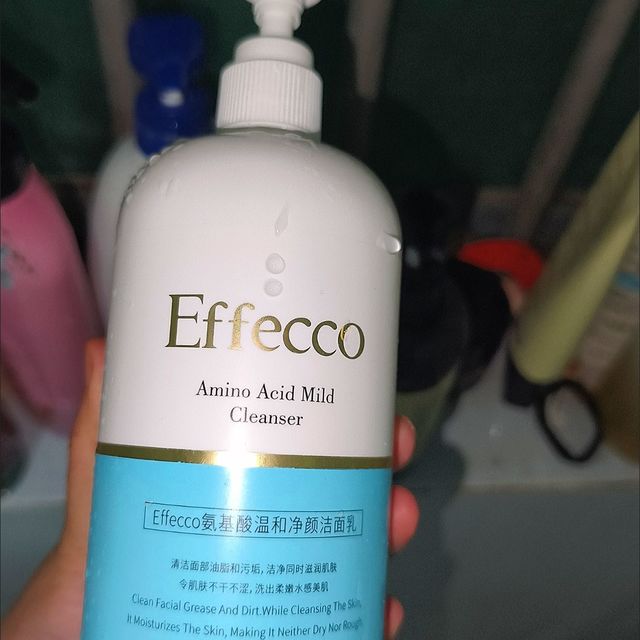 Effecco
Amino Acid Mild
Cleanser
Effecco氨基酸温和净颜洁面乳
清洁面部油脂和污垢, 洁净同时滋润肌肤
令肌肤不干不涩, 洗出柔嫩水感美肌
Clean Facial Grease And Dirt.While Cleansing The Skin,
It Moisturizes The Skin, Making It Neither Dry Nor Rough,